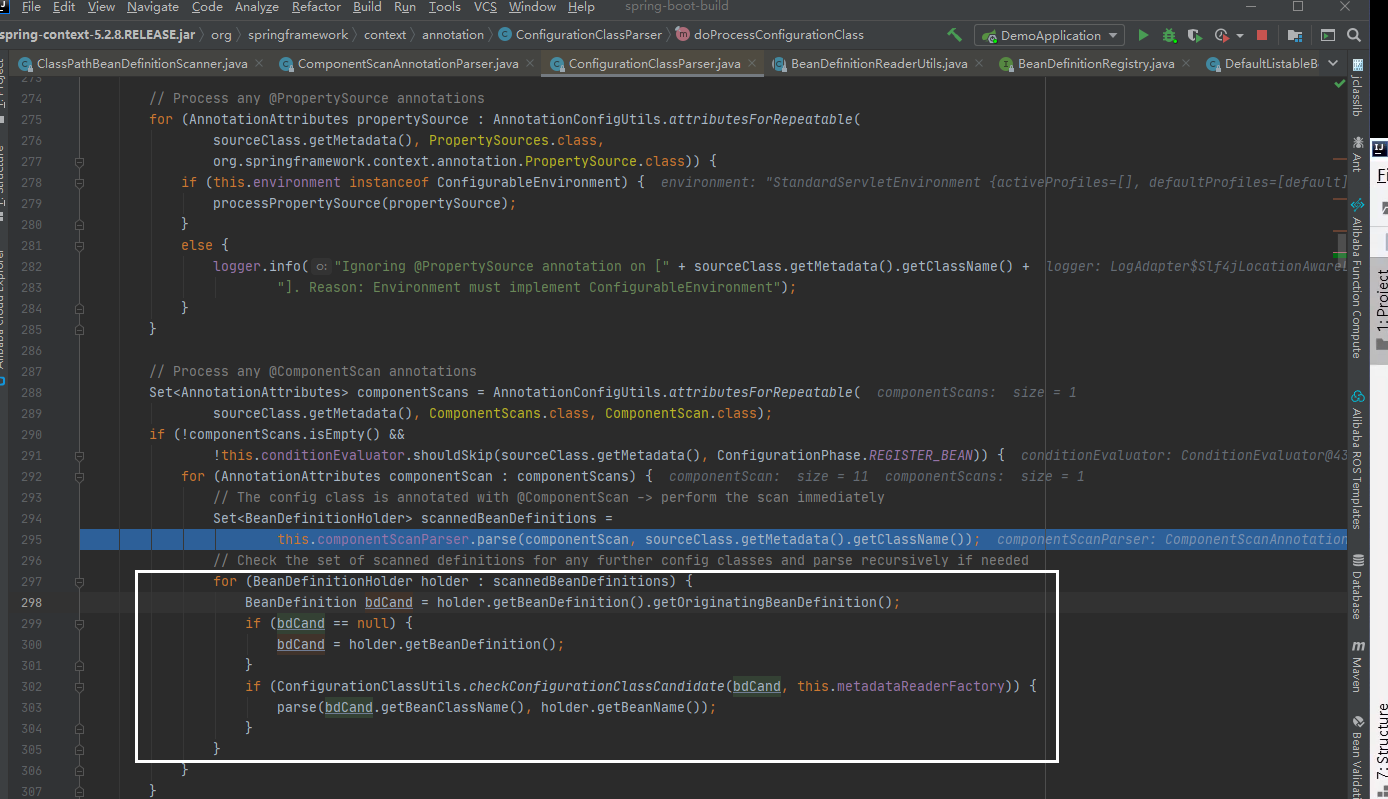 File Edit View Navigate Code Analyze Refactor Build Run Tools VCS Window Help spring-boot-build
spring-context-5.2.8.RELEASE.jar org springframework context annotation ConfigurationClassParser doProcessConfigurationClass DemoApplication
ClassPathBeanDefinitionScanner.java ComponentScanAnnotationParser.java ConfigurationClassParser.java BeanDefinitionReaderUtils.java BeanDefinitionRegistry.java DefaultListableB
273
274 // Process any @PropertySource annotations
275 for (AnnotationAttributes propertySource : AnnotationConfigUtils.attributesForRepeatable(
276 sourceClass.getMetadata(), PropertySources.class,
277 org.springframework.context.annotation.PropertySource.class)) {
278 if (this.environment instanceof ConfigurableEnvironment) { environment: "StandardServletEnvironment {activeProfiles=[], defaultProfiles=[default]
279 processPropertySource(propertySource);
280 }
281 else {
282 logger.info( o: "Ignoring @PropertySource annotation on [" + sourceClass.getMetadata().getClassName() + logger: LogAdapter$Slf4jLocationAware
283 "]. Reason: Environment must implement ConfigurableEnvironment");
284 }
285 }
286
287 // Process any @ComponentScan annotations
288 Set<AnnotationAttributes> componentScans = AnnotationConfigUtils.attributesForRepeatable( componentScans: size = 1
289 sourceClass.getMetadata(), ComponentScans.class, ComponentScan.class);
290 if (!componentScans.isEmpty() &&
291 !this.conditionEvaluator.shouldSkip(sourceClass.getMetadata(), ConfigurationPhase.REGISTER_BEAN)) { conditionEvaluator: ConditionEvaluator@43
292 for (AnnotationAttributes componentScan : componentScans) { componentScan: size = 11 componentScans: size = 1
293 // The config class is annotated with @ComponentScan -> perform the scan immediately
294 Set<BeanDefinitionHolder> scannedBeanDefinitions =
295 this.componentScanParser.parse(componentScan, sourceClass.getMetadata().getClassName()); componentScanParser: ComponentScanAnnotation
296 // Check the set of scanned definitions for any further config classes and parse recursively if needed
297 for (BeanDefinitionHolder holder : scannedBeanDefinitions) {
298 BeanDefinition bdCand = holder.getBeanDefinition().getOriginatingBeanDefinition();
299 if (bdCand == null) {
300 bdCand = holder.getBeanDefinition();
301 }
302 if (ConfigurationClassUtils.checkConfigurationClassCandidate(bdCand, this.metadataReaderFactory)) {
303 parse(bdCand.getBeanClassName(), holder.getBeanName());
304 }
305 }
306 }
307 }
jclasslib
Ant
Alibaba Function Compute
Alibaba ROS Templates
Database
Maven
Bean Validat
Fi
1: Project
7: Structure